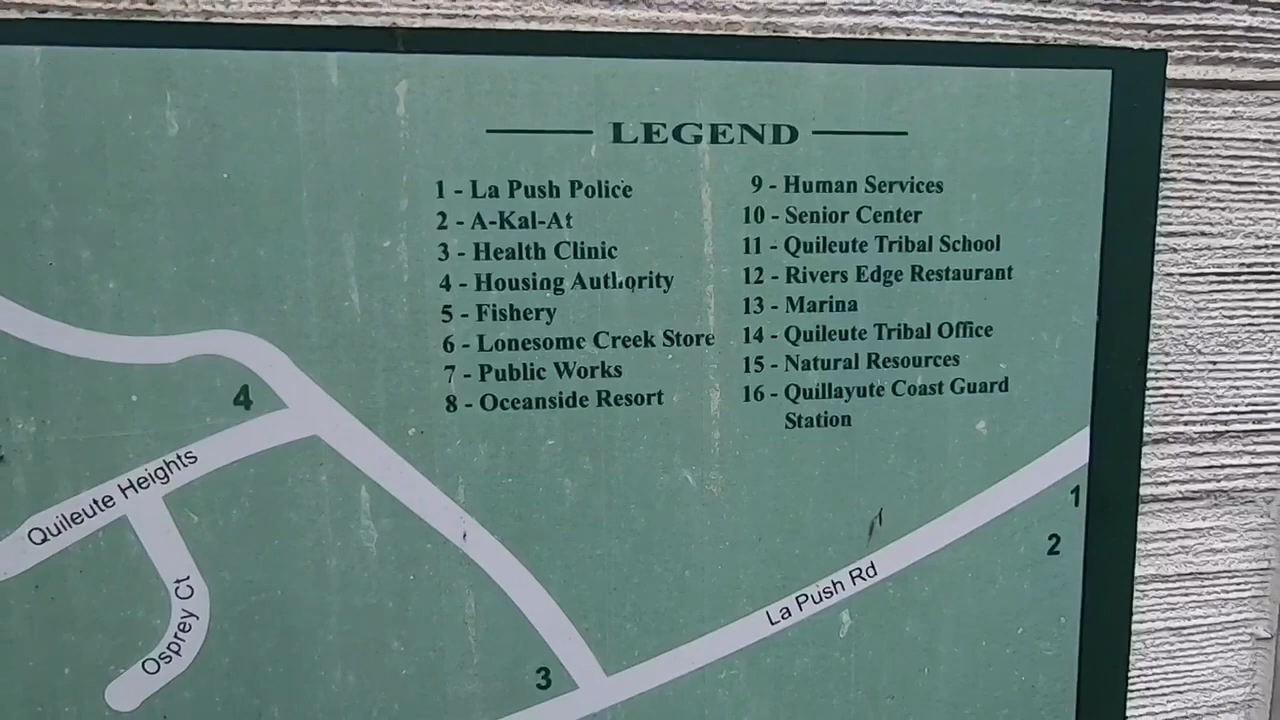 LEGEND
1 - La Push Police
2 - A-Kal-At
3 - Health Clinic
4 - Housing Authority
5 - Fishery
6 - Lonesome Creek Store
7 - Public Works
8 - Oceanside Resort
9 - Human Services
10 - Senior Center
11 - Quileute Tribal School
12 - Rivers Edge Restaurant
13 - Marina
14 - Quileute Tribal Office
15 - Natural Resources
16 - Quillayute Coast Guard
Station
4
Quileute Heights
Osprey Ct
3
La Push Rd
1
2